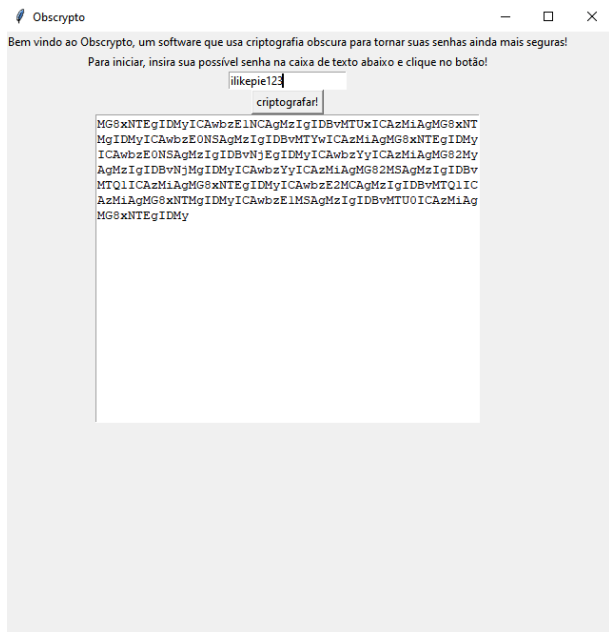 Obscrypto
Bem vindo ao Obscrypto, um software que usa criptografia obscura para tornar suas senhas ainda mais seguras!
Para iniciar, insira sua possível senha na caixa de texto abaixo e clique no botão!
ilikepie123
criptografar!
MG8xNTEgIDMyICAwbzE1NCAgMzIgIDBvMTUxICAzMiAgMG8xNT
MgIDMyICAwbzE0NSAgMzIgIDBvMTYwICAzMiAgMG8xNTEgIDMy
ICAwbzE0NSAgMzIgIDBvNjEgIDMyICAwbzYyICAzMiAgMG82My
AgMzIgIDBvNjMgIDMyICAwbzYyICAzMiAgMG82MSAgMzIgIDBv
MTQ1ICAzMiAgMG8xNTEgIDMyICAwbzE2MCAgMzIgIDBvMTQ1IC
AzMiAgMG8xNTMgIDMyICAwbzE1MSAgMzIgIDBvMTU0ICAzMiAg
MG8xNTEgIDMy